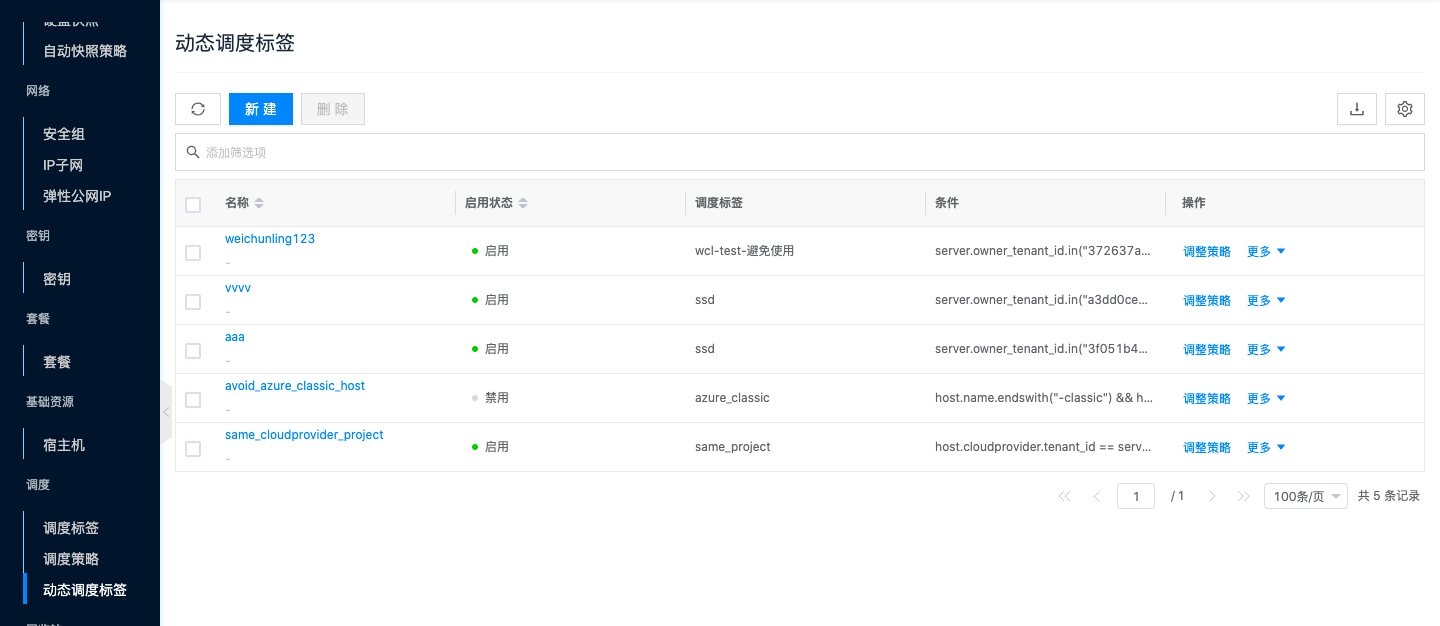 自动快照策略
网络
安全组
IP子网
弹性公网IP
密钥
密钥
套餐
套餐
基础资源
宿主机
调度
调度标签
调度策略
动态调度标签
动态调度标签
新 建 删 除
添加筛选项
名称 启用状态 调度标签 条件 操作
weichunling123
-
启用 wcl-test-避免使用 server.owner_tenant_id.in("372637a... 调整策略 更多
vvvv
-
启用 ssd server.owner_tenant_id.in("a3dd0ce... 调整策略 更多
aaa
-
启用 ssd server.owner_tenant_id.in("3f051b4... 调整策略 更多
avoid_azure_classic_host
-
禁用 azure_classic host.name.endswith("-classic") && h... 调整策略 更多
same_cloudprovider_project
-
启用 same_project host.cloudprovider.tenant_id == serv... 调整策略 更多
1 / 1 100条/页 共 5 条记录